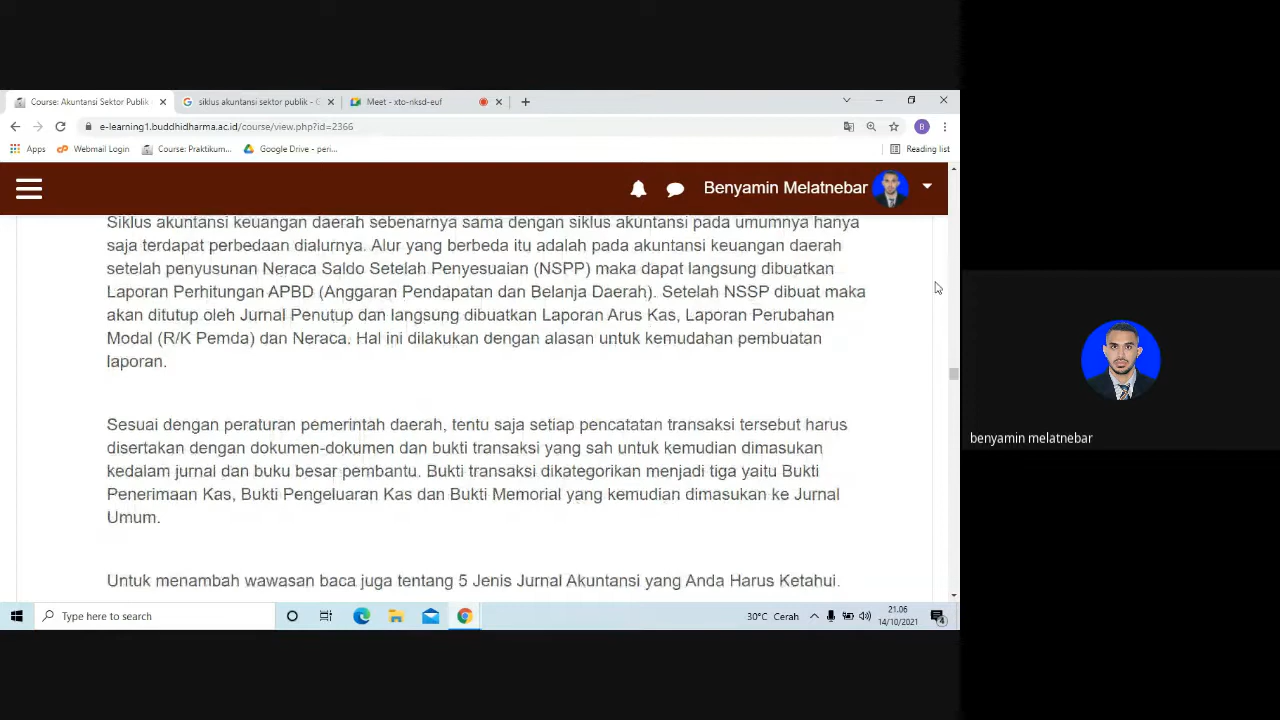 Course: Akuntansi Sektor Publik
siklus akuntansi sektor publik - G
Meet - xto-nksd-euf
e-learning1.buddhidharma.ac.id/course/view.php?id=2366
B
Apps
Webmail Login
Course: Praktikum...
Google Drive - peri...
Reading list
Benyamin Melatnebar
Siklus akuntansi keuangan daerah sebenarnya sama dengan siklus akuntansi pada umumnya hanya
saja terdapat perbedaan dialurnya. Alur yang berbeda itu adalah pada akuntansi keuangan daerah
setelah penyusunan Neraca Saldo Setelah Penyesuaian (NSPP) maka dapat langsung dibuatkan
Laporan Perhitungan APBD (Anggaran Pendapatan dan Belanja Daerah). Setelah NSSP dibuat maka
akan ditutup oleh Jurnal Penutup dan langsung dibuatkan Laporan Arus Kas, Laporan Perubahan
Modal (R/K Pemda) dan Neraca. Hal ini dilakukan dengan alasan untuk kemudahan pembuatan
laporan.
Sesuai dengan peraturan pemerintah daerah, tentu saja setiap pencatatan transaksi tersebut harus
disertakan dengan dokumen-dokumen dan bukti transaksi yang sah untuk kemudian dimasukan
kedalam jurnal dan buku besar pembantu. Bukti transaksi dikategorikan menjadi tiga yaitu Bukti
Penerimaan Kas, Bukti Pengeluaran Kas dan Bukti Memorial yang kemudian dimasukan ke Jurnal
Umum.
Untuk menambah wawasan baca juga tentang 5 Jenis Jurnal Akuntansi yang Anda Harus Ketahui.
benyamin melatnebar
Type here to search
30°C Cerah
21.06
14/10/2021
4